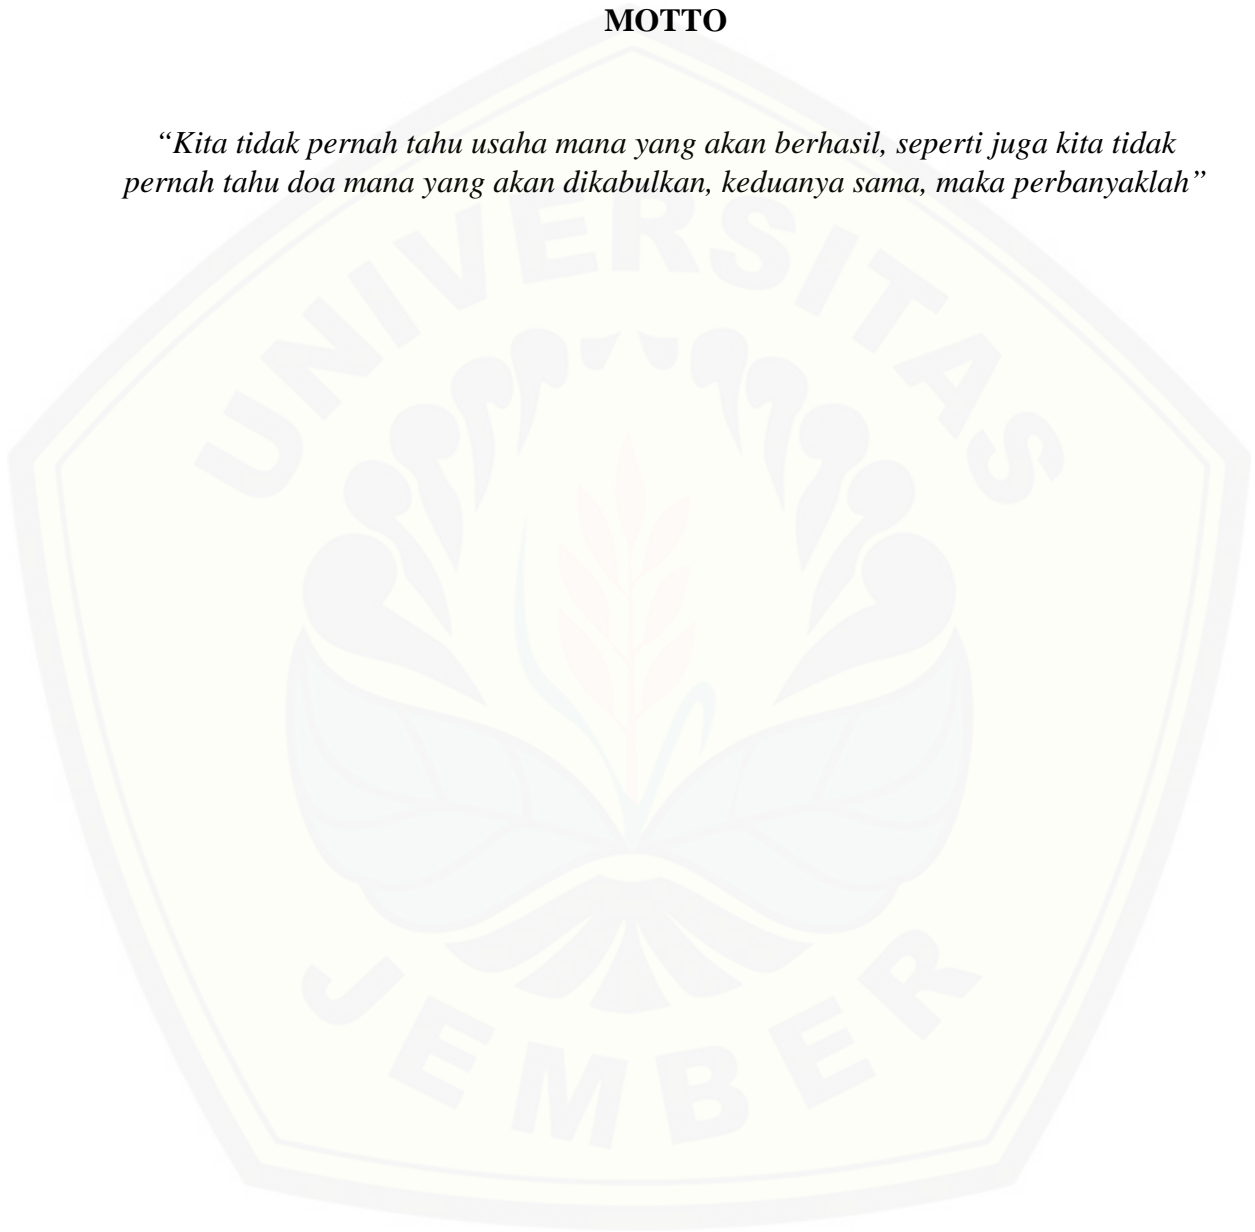 MOTTO
“Kita tidak pernah tahu usaha mana yang akan berhasil, seperti juga kita tidak
pernah tahu doa mana yang akan dikabulkan, keduanya sama, maka perbanyaklah”
UNIVERSITAS
JEMBER